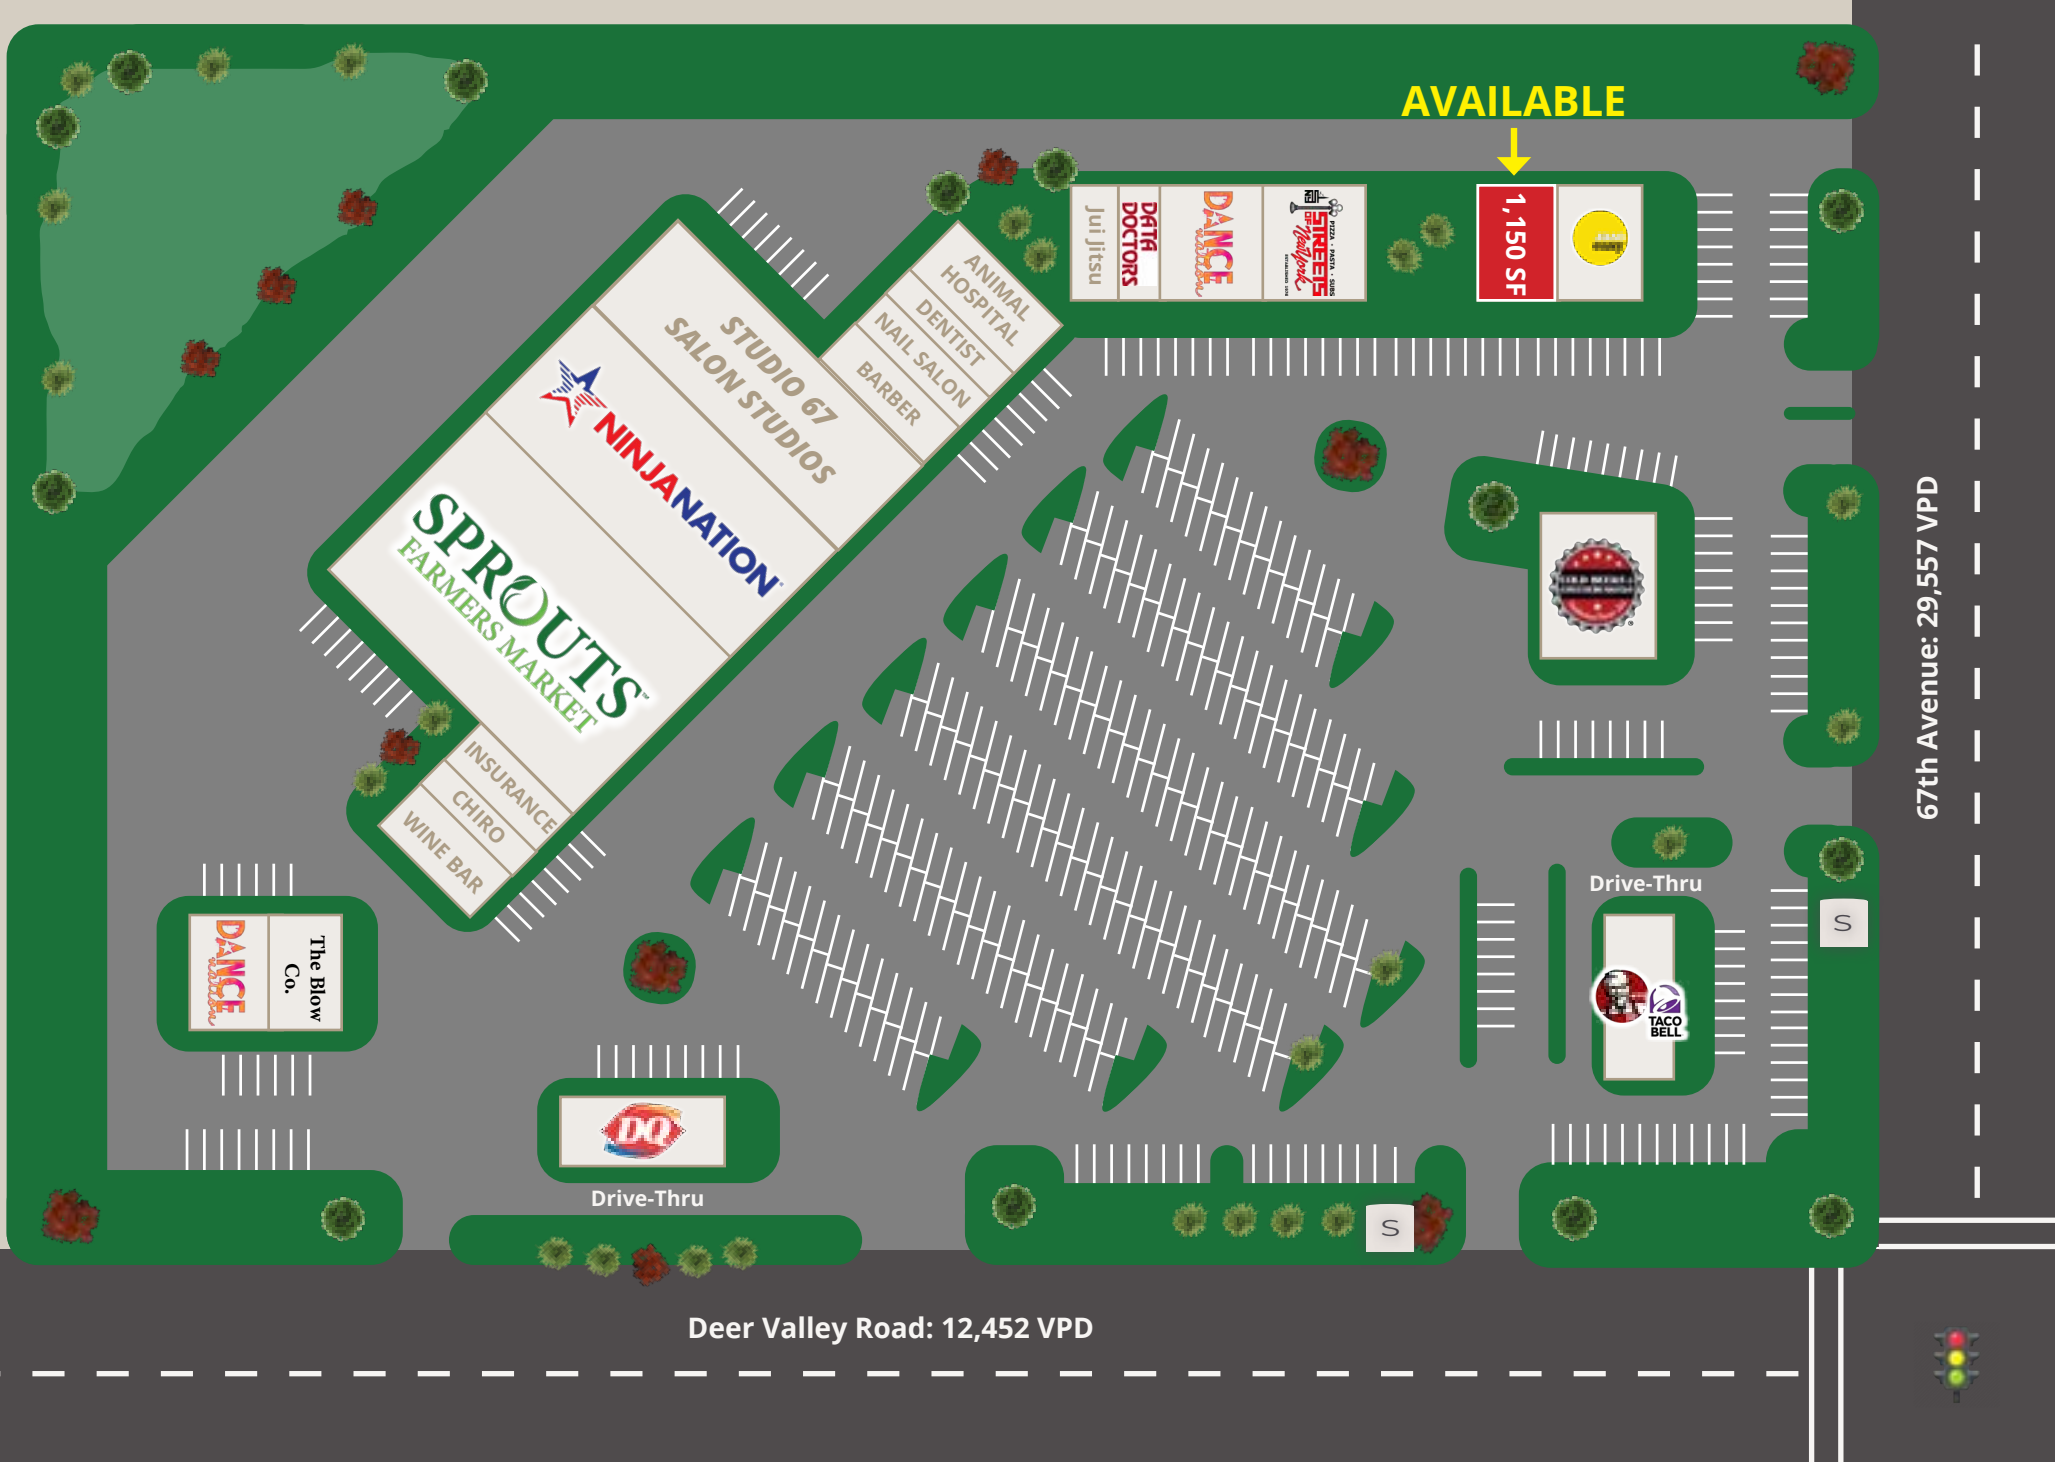 AVAILABLE
Jui Jitsu
DATA
DOCTORS
DANCE
nation
STREETS
OF
New York
PIZZA • PASTA • SUBS
1,150 SF
ANIMAL
HOSPITAL
DENTIST
NAIL SALON
BARBER
STUDIO 67
SALON STUDIOS
NINJANATION
SPROUTS
FARMERS MARKET
INSURANCE
CHIRO
WINE BAR
67th Avenue: 29,557 VPD
Drive-Thru
S
TACO
BELL
DANCE
nation
The Blow
Co.
DQ
Drive-Thru
S
Deer Valley Road: 12,452 VPD